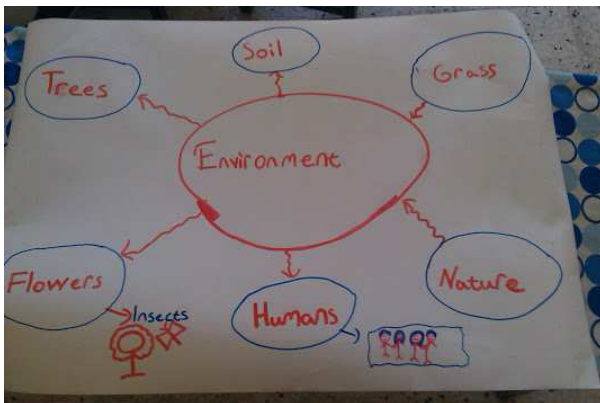 Soil
Trees
Grass
Environment
Flowers
Insects
Humans
Nature